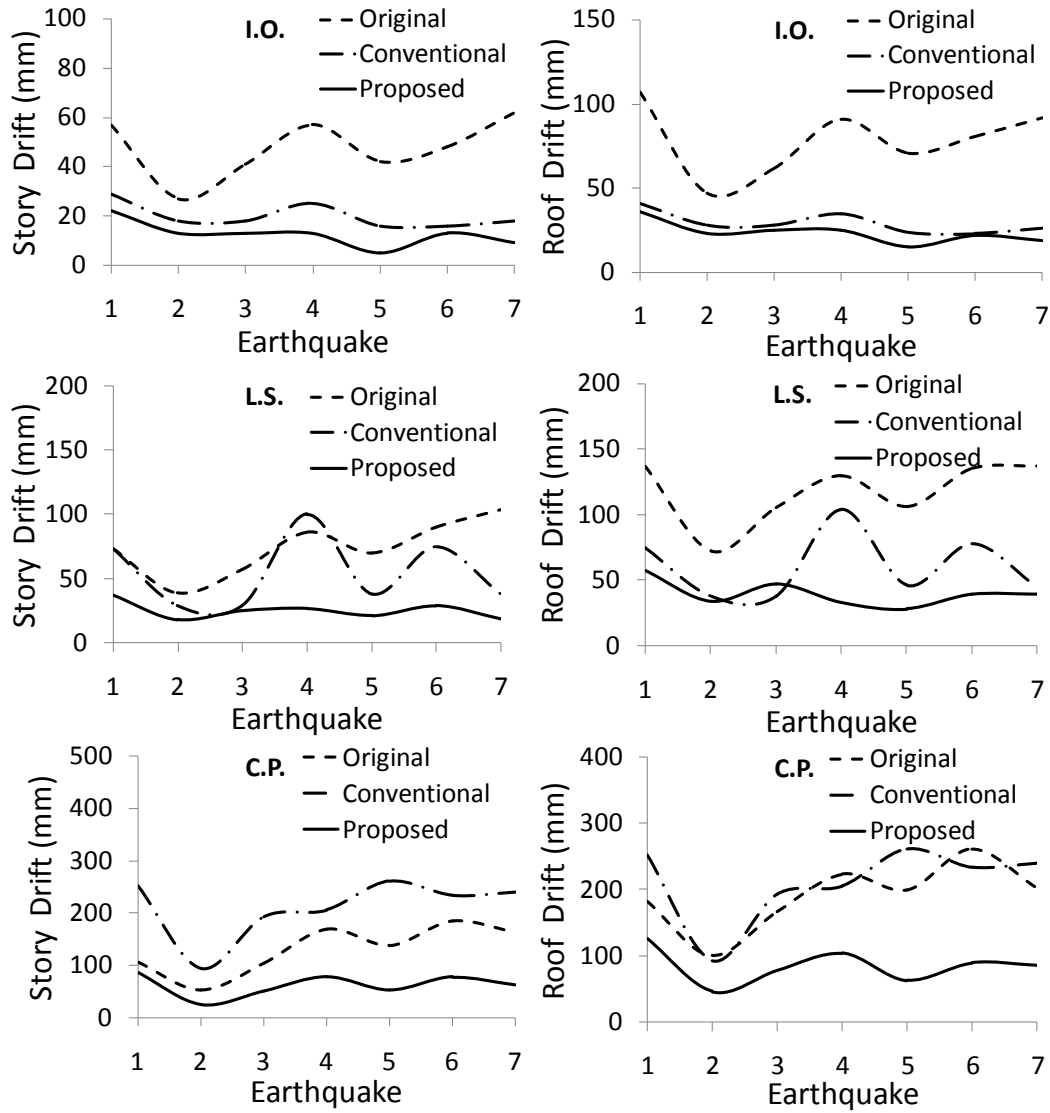 I.O.
Original
Conventional
Proposed
Story Drift (mm)
100
80
60
40
20
0
1 2 3 4 5 6 7
Earthquake
I.O.
Original
Conventional
Proposed
Roof Drift (mm)
150
100
50
0
1 2 3 4 5 6 7
Earthquake
L.S.
Original
Conventional
Proposed
Story Drift (mm)
200
150
100
50
0
1 2 3 4 5 6 7
Earthquake
L.S.
Original
Conventional
Proposed
Roof Drift (mm)
200
150
100
50
0
1 2 3 4 5 6 7
Earthquake
C.P.
Original
Conventional
Proposed
Story Drift (mm)
500
400
300
200
100
0
1 2 3 4 5 6 7
Earthquake
C.P.
Original
Conventional
Proposed
Roof Drift (mm)
400
300
200
100
0
1 2 3 4 5 6 7
Earthquake